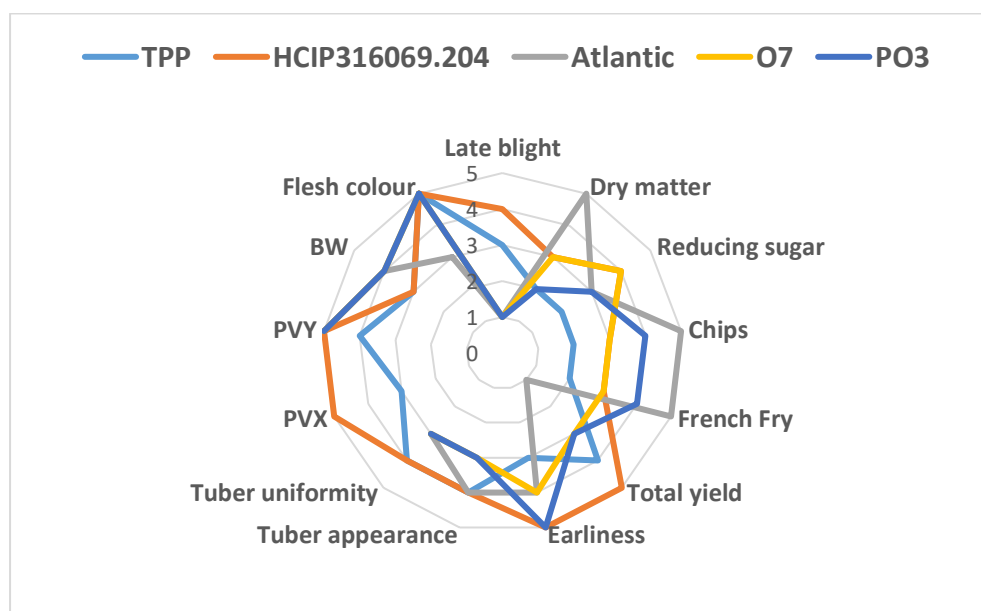 TPP HCIP316069.204 Atlantic O7 PO3
Late blight
Dry matter
Reducing sugar
Chips
French Fry
Total yield
Earliness
Tuber appearance
Tuber uniformity
PVX
PVY
BW
Flesh colour
5
4
3
2
1
0